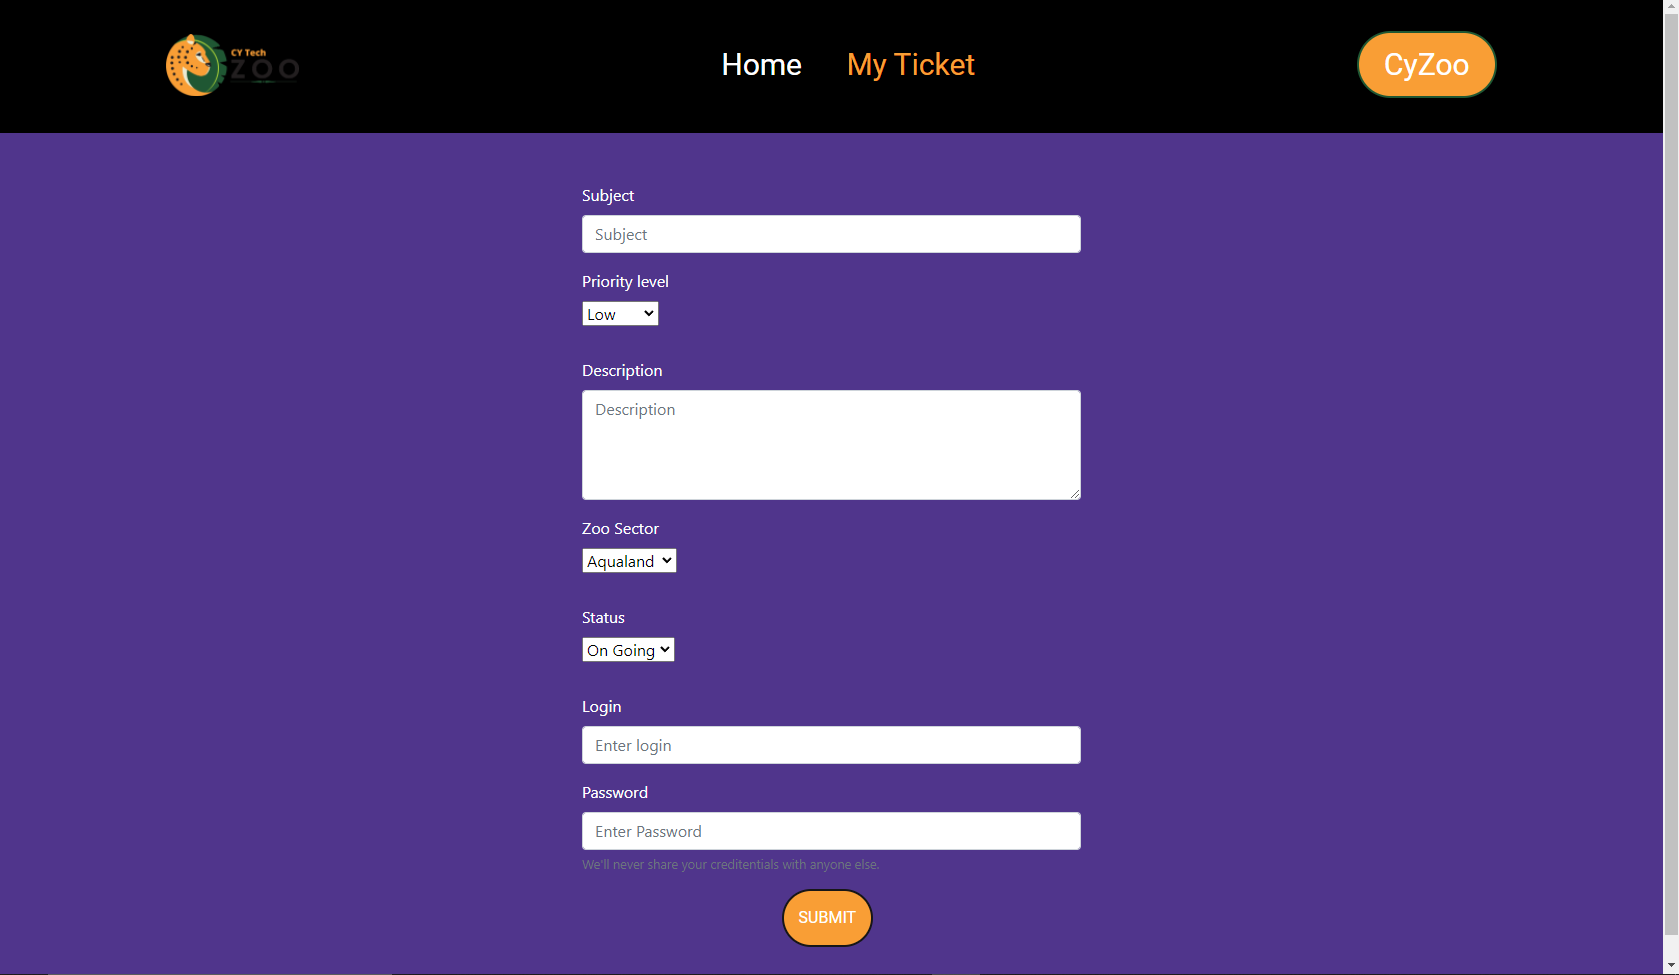 CY Tech
ZOO
Home
My Ticket
CyZoo
Subject
Subject
Priority level
Low
Description
Description
Zoo Sector
Aqualand
Status
On Going
Login
Enter login
Password
Enter Password
We'll never share your creditentials with anyone else.
SUBMIT